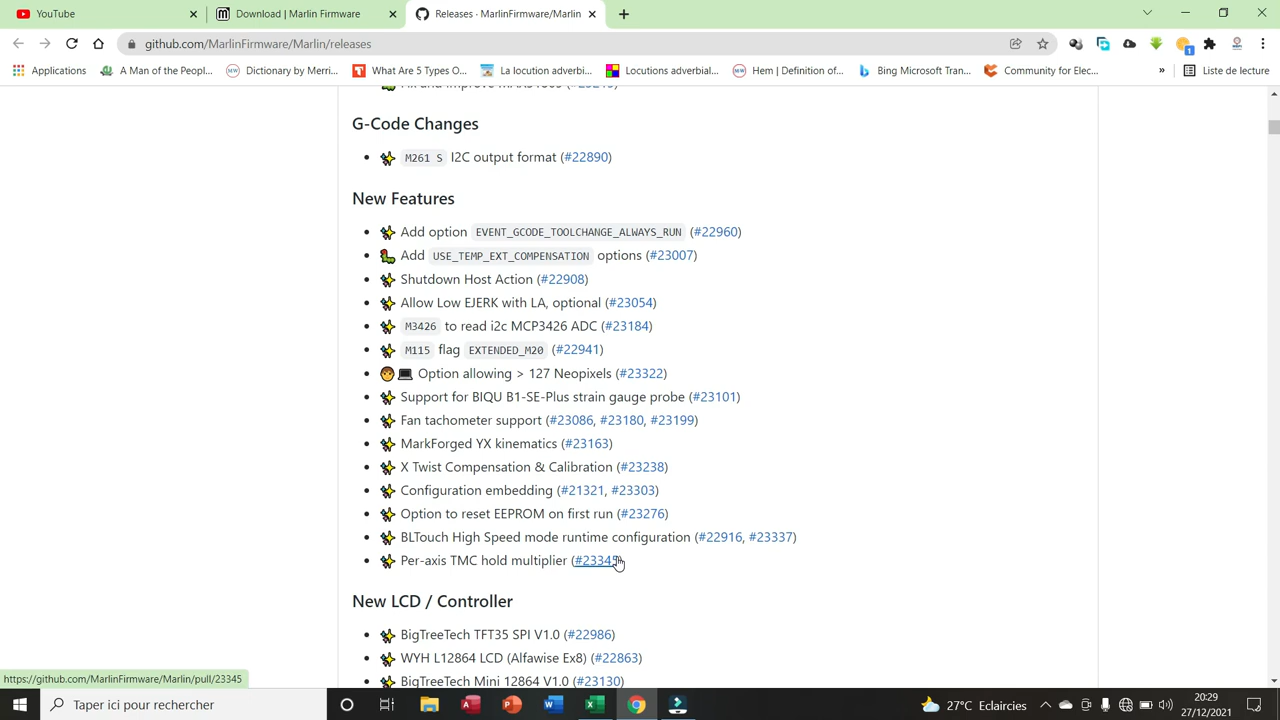 YouTube
Download | Marlin Firmware
Releases · MarlinFirmware/Marlin
github.com/MarlinFirmware/Marlin/releases
Applications
A Man of the Peopl...
Dictionary by Merri...
What Are 5 Types O...
La locution adverbi...
Locutions adverbial...
Hem | Definition of...
Bing Microsoft Tran...
Community for Elec...
»
Liste de lecture
G-Code Changes
M261 S I2C output format (#22890)
New Features
Add option EVENT_GCODE_TOOLCHANGE_ALWAYS_RUN (#22960)
Add USE_TEMP_EXT_COMPENSATION options (#23007)
Shutdown Host Action (#22908)
Allow Low EJERK with LA, optional (#23054)
M3426 to read i2c MCP3426 ADC (#23184)
M115 flag EXTENDED_M20 (#22941)
Option allowing > 127 Neopixels (#23322)
Support for BIQU B1-SE-Plus strain gauge probe (#23101)
Fan tachometer support (#23086, #23180, #23199)
MarkForged YX kinematics (#23163)
X Twist Compensation & Calibration (#23238)
Configuration embedding (#21321, #23303)
Option to reset EEPROM on first run (#23276)
BLTouch High Speed mode runtime configuration (#22916, #23337)
Per-axis TMC hold multiplier (#23345)
New LCD / Controller
BigTreeTech TFT35 SPI V1.0 (#22986)
WYH L12864 LCD (Alfawise Ex8) (#22863)
BigTreeTech Mini 12864 V1.0 (#23130)
https://github.com/MarlinFirmware/Marlin/pull/23345
Taper ici pour rechercher
27°C Eclaircies
20:29
27/12/2021